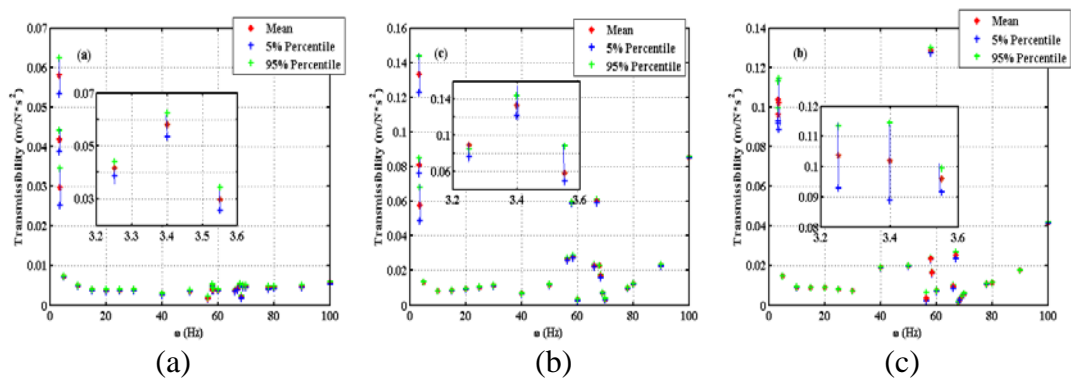 0.07
0.06
0.05
0.04
0.03
0.02
0.01
0
Transmissibility (m/N*s²)
(a)
Mean
5% Percentile
95% Percentile
0.07
0.05
0.03
3.2 3.3 3.4 3.5 3.6
0 20 40 60 80 100
ω (Hz)
(a)
0.16
0.14
0.12
0.1
0.08
0.06
0.04
0.02
0
Transmissibility (m/N*s²)
(c)
Mean
5% Percentile
95% Percentile
0.14
0.1
0.06
3.2 3.4 3.6
0 20 40 60 80 100
ω (Hz)
(b)
0.14
0.12
0.1
0.08
0.06
0.04
0.02
0
Transmissibility (m/N*s²)
(b)
Mean
5% Percentile
95% Percentile
0.12
0.11
0.1
0.09
0.08
3.2 3.4 3.6
0 20 40 60 80 100
ω (Hz)
(c)